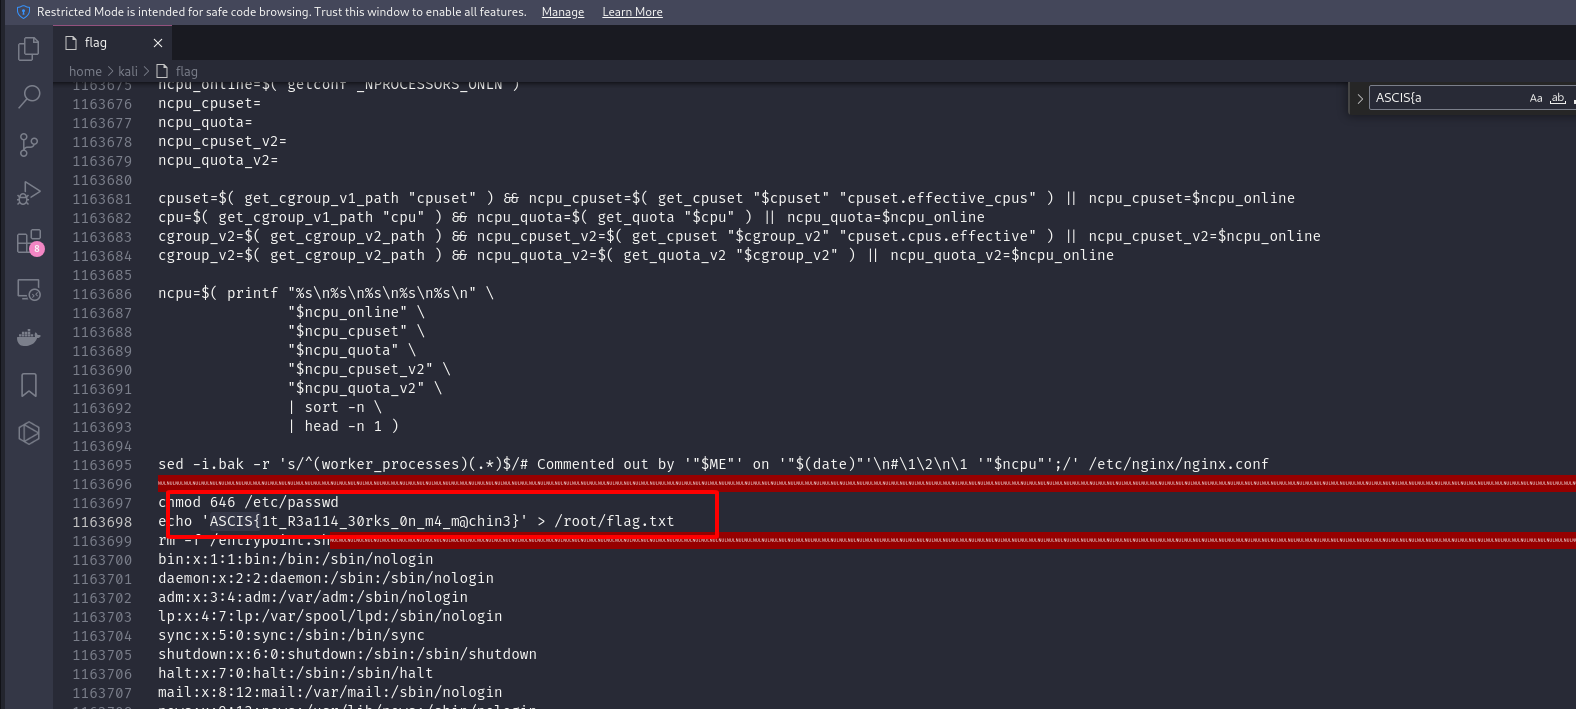 Restricted Mode is intended for safe code browsing. Trust this window to enable all features. Manage Learn More
flag
home > kali > flag
ASCIS{a Aa ab
1163675 ncpu_online=$( getconf _NPROCESSORS_ONLN )
1163676 ncpu_cpuset=
1163677 ncpu_quota=
1163678 ncpu_cpuset_v2=
1163679 ncpu_quota_v2=
1163680
1163681 cpuset=$( get_cgroup_v1_path "cpuset" ) && ncpu_cpuset=$( get_cpuset "$cpuset" "cpuset.effective_cpus" ) || ncpu_cpuset=$ncpu_online
1163682 cpu=$( get_cgroup_v1_path "cpu" ) && ncpu_quota=$( get_quota "$cpu" ) || ncpu_quota=$ncpu_online
1163683 cgroup_v2=$( get_cgroup_v2_path ) && ncpu_cpuset_v2=$( get_cpuset "$cgroup_v2" "cpuset.cpus.effective" ) || ncpu_cpuset_v2=$ncpu_online
1163684 cgroup_v2=$( get_cgroup_v2_path ) && ncpu_quota_v2=$( get_quota_v2 "$cgroup_v2" ) || ncpu_quota_v2=$ncpu_online
1163685
1163686 ncpu=$( printf "%s\n%s\n%s\n%s\n%s\n" \
1163687 "$ncpu_online" \
1163688 "$ncpu_cpuset" \
1163689 "$ncpu_quota" \
1163690 "$ncpu_cpuset_v2" \
1163691 "$ncpu_quota_v2" \
1163692 | sort -n \
1163693 | head -n 1 )
1163694
1163695 sed -i.bak -r 's/^(worker_processes)(.*)$/# Commented out by '"$ME"' on '"$(date)"'\n#\1\2\n\1 '"$ncpu"';/' /etc/nginx/nginx.conf
1163696
1163697 chmod 646 /etc/passwd
1163698 echo 'ASCIS{1t_R3a114_30rks_0n_m4_m@chin3}' > /root/flag.txt
1163699 rm -f /entrypoint.sh
1163700 bin:x:1:1:bin:/bin:/sbin/nologin
1163701 daemon:x:2:2:daemon:/sbin:/sbin/nologin
1163702 adm:x:3:4:adm:/var/adm:/sbin/nologin
1163703 lp:x:4:7:lp:/var/spool/lpd:/sbin/nologin
1163704 sync:x:5:0:sync:/sbin:/bin/sync
1163705 shutdown:x:6:0:shutdown:/sbin:/sbin/shutdown
1163706 halt:x:7:0:halt:/sbin:/sbin/halt
1163707 mail:x:8:12:mail:/var/mail:/sbin/nologin
8